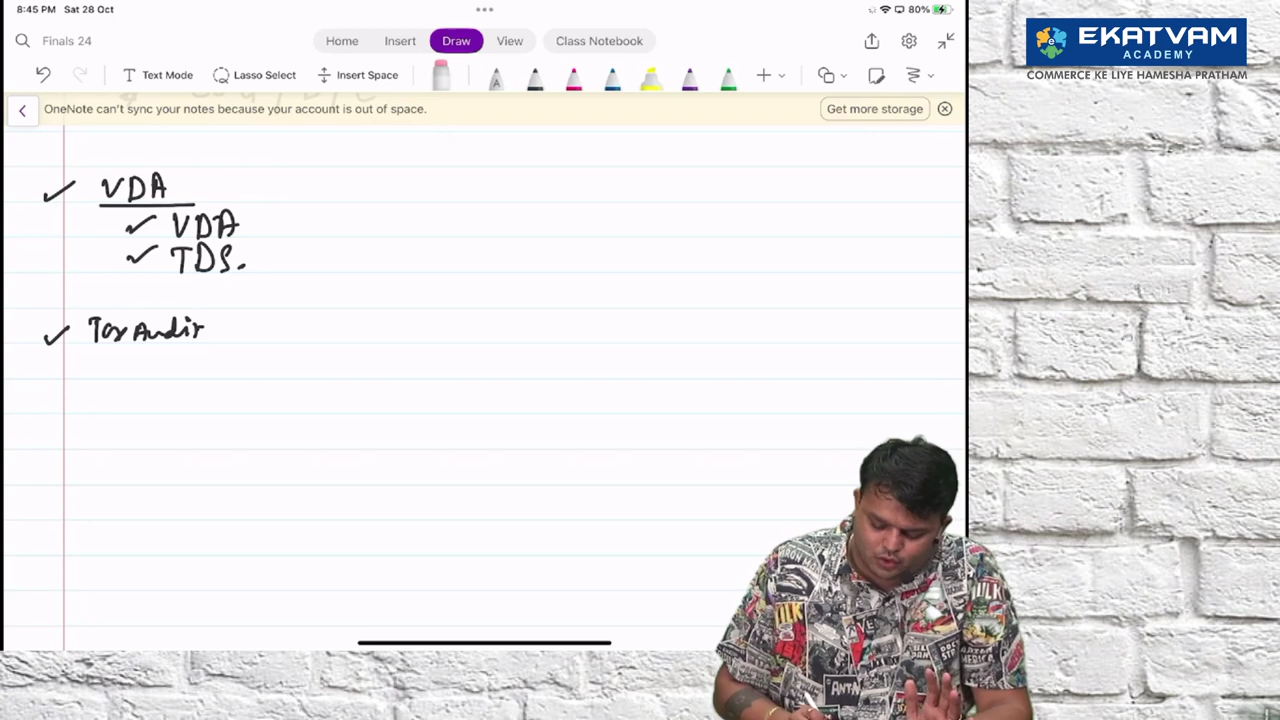 8:45 PM Sat 28 Oct
80%
EKATVAM
ACADEMY
COMMERCE KE LIYE HAMESHA PRATHAM
Finals 24
Home Insert Draw View Class Notebook
Text Mode Lasso Select Insert Space
OneNote can't sync your notes because your account is out of space.
Get more storage
VDA
VDA
TDS.
Tax Audit